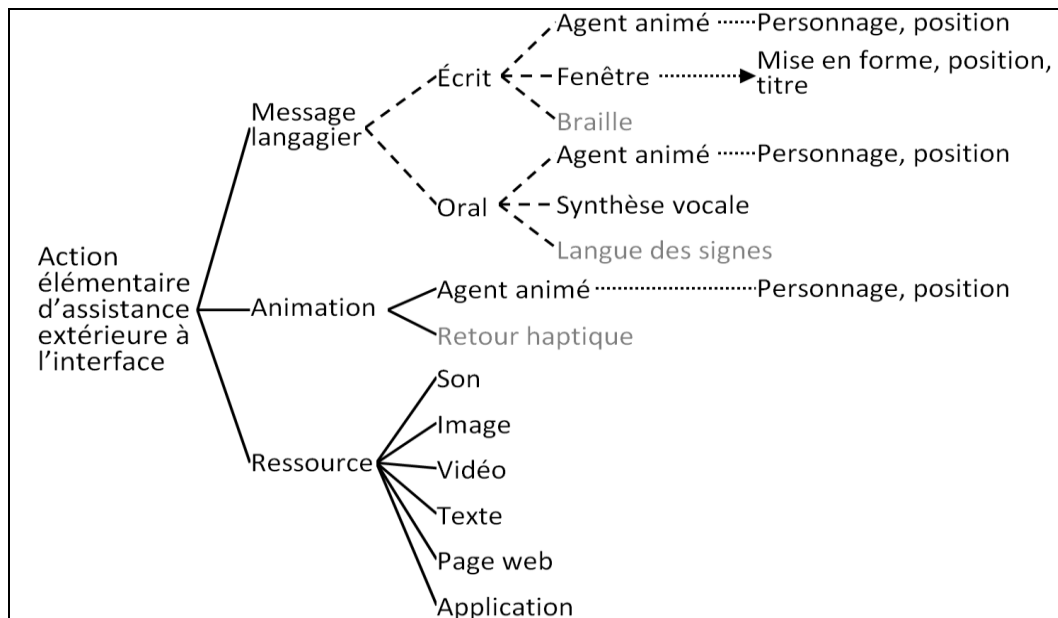 Agent animé
Personnage, position
Écrit
Fenêtre
Mise en forme, position,
titre
Message
langagier
Braille
Agent animé
Personnage, position
Oral
Synthèse vocale
Langue des signes
Action
élémentaire
d’assistance
extérieure à
l’interface
Animation
Agent animé
Personnage, position
Retour haptique
Ressource
Son
Image
Vidéo
Texte
Page web
Application